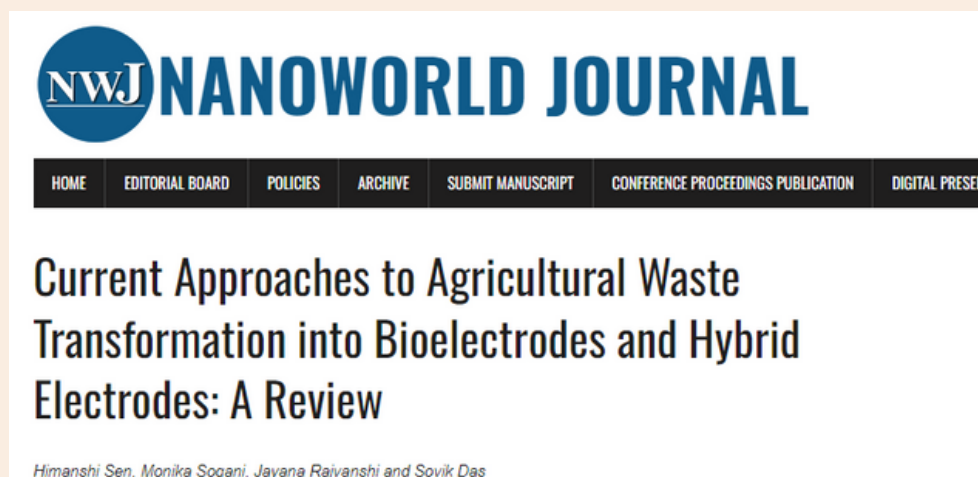 NWJ NANOWORLD JOURNAL
HOME EDITORIAL BOARD POLICIES ARCHIVE SUBMIT MANUSCRIPT CONFERENCE PROCEEDINGS PUBLICATION DIGITAL
Current Approaches to Agricultural Waste
Transformation into Bioelectrodes and Hybrid
Electrodes: A Review
Himanshi Sen, Monika Sogani, Jayana Rajvanshi and Sovik Das